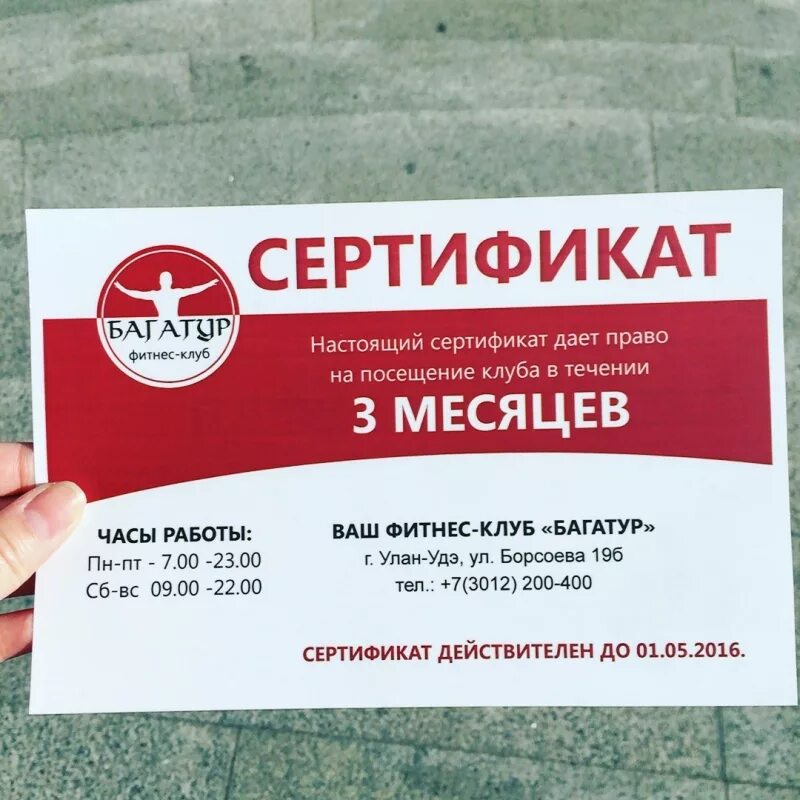 СЕРТИФИКАТ
БАГАТУР
фитнес-клуб
Настоящий сертификат дает право
на посещение клуба в течении
3 МЕСЯЦЕВ
ЧАСЫ РАБОТЫ:
Пн-пт - 7.00 -23.00
Сб-вс 09.00 -22.00
ВАШ ФИТНЕС-КЛУБ «БАГАТУР»
г. Улан-Удэ, ул. Борсоева 19б
тел.: +7(3012) 200-400
СЕРТИФИКАТ ДЕЙСТВИТЕЛЕН ДО 01.05.2016.